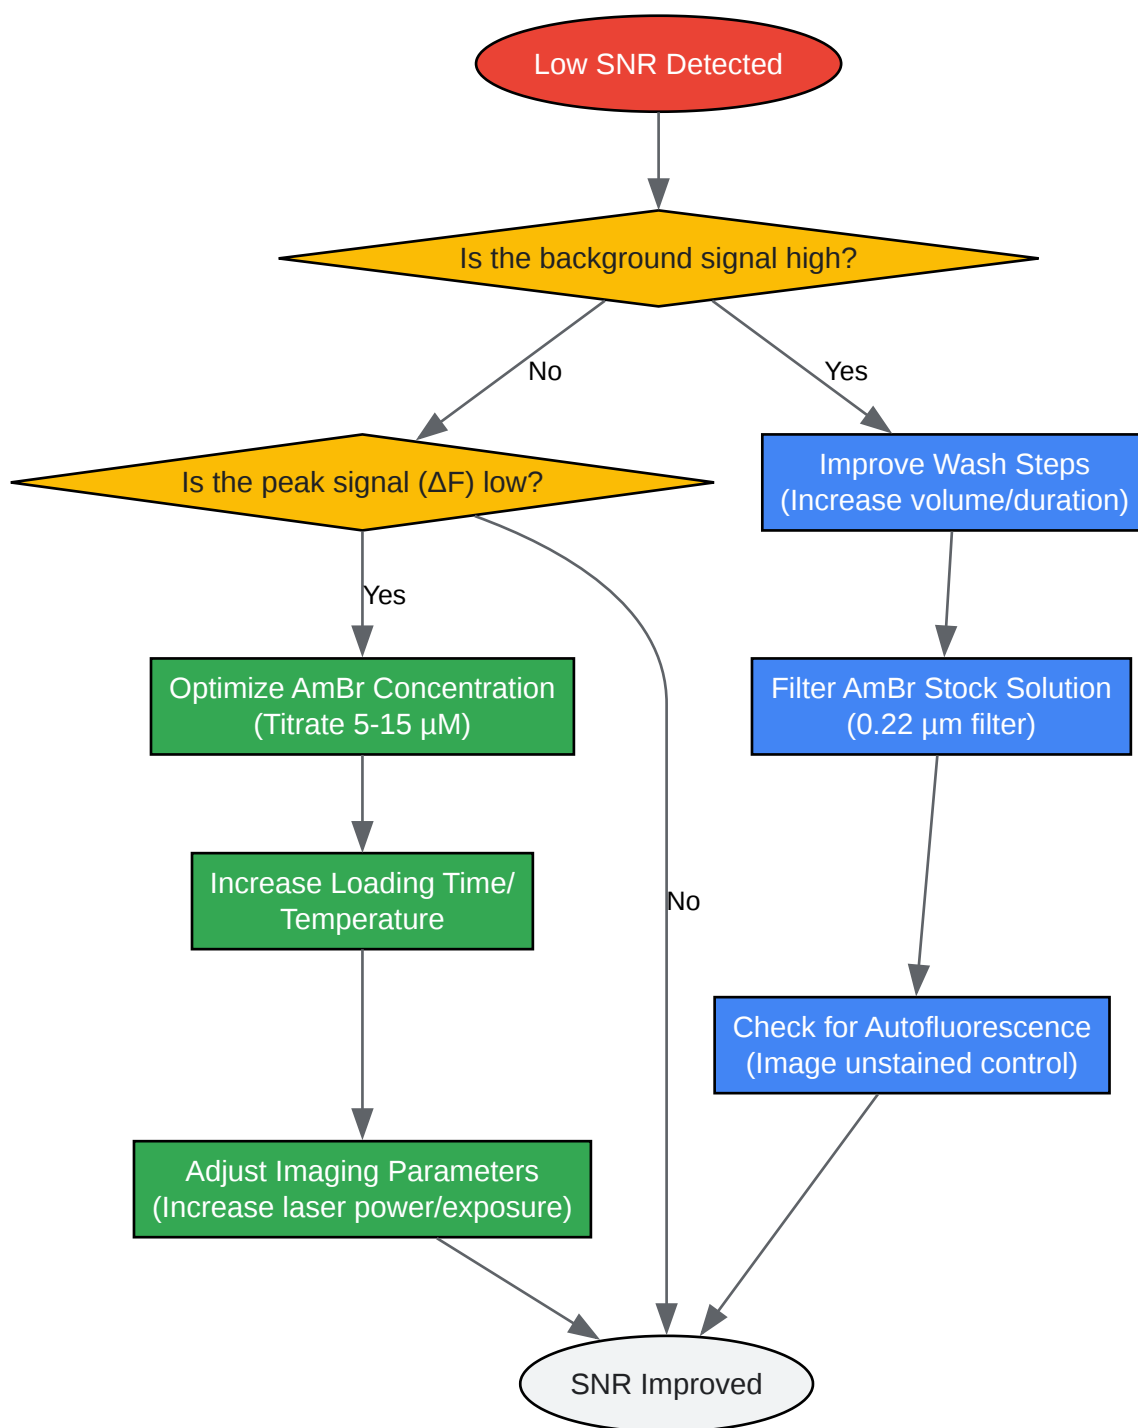 Low SNR Detected
Is the background signal high?
No
Yes
Is the peak signal (ΔF) low?
Improve Wash Steps
(Increase volume/duration)
Yes
Optimize AmBr Concentration
(Titrate 5-15 µM)
Filter AmBr Stock Solution
(0.22 µm filter)
Increase Loading Time/
Temperature
No
Check for Autofluorescence
(Image unstained control)
Adjust Imaging Parameters
(Increase laser power/exposure)
SNR Improved